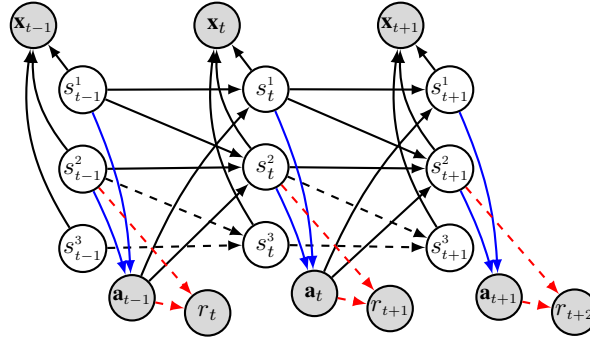 x_{t-1} x_t x_{t+1}
s^1_{t-1} s^1_t s^1_{t+1}
s^2_{t-1} s^2_t s^2_{t+1}
s^3_{t-1} s^3_t s^3_{t+1}
a_{t-1} r_t a_t r_{t+1} a_{t+1} r_{t+2}